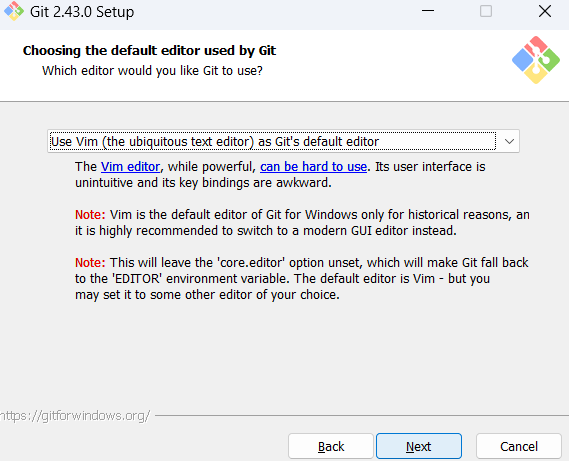 Git 2.43.0 Setup
Choosing the default editor used by Git
Which editor would you like Git to use?
Use Vim (the ubiquitous text editor) as Git's default editor
The Vim editor, while powerful, can be hard to use. Its user interface is
unintuitive and its key bindings are awkward.
Note: Vim is the default editor of Git for Windows only for historical reasons, an
it is highly recommended to switch to a modern GUI editor instead.
Note: This will leave the 'core.editor' option unset, which will make Git fall back
to the 'EDITOR' environment variable. The default editor is Vim - but you
may set it to some other editor of your choice.
https://gitforwindows.org/
Back
Next
Cancel